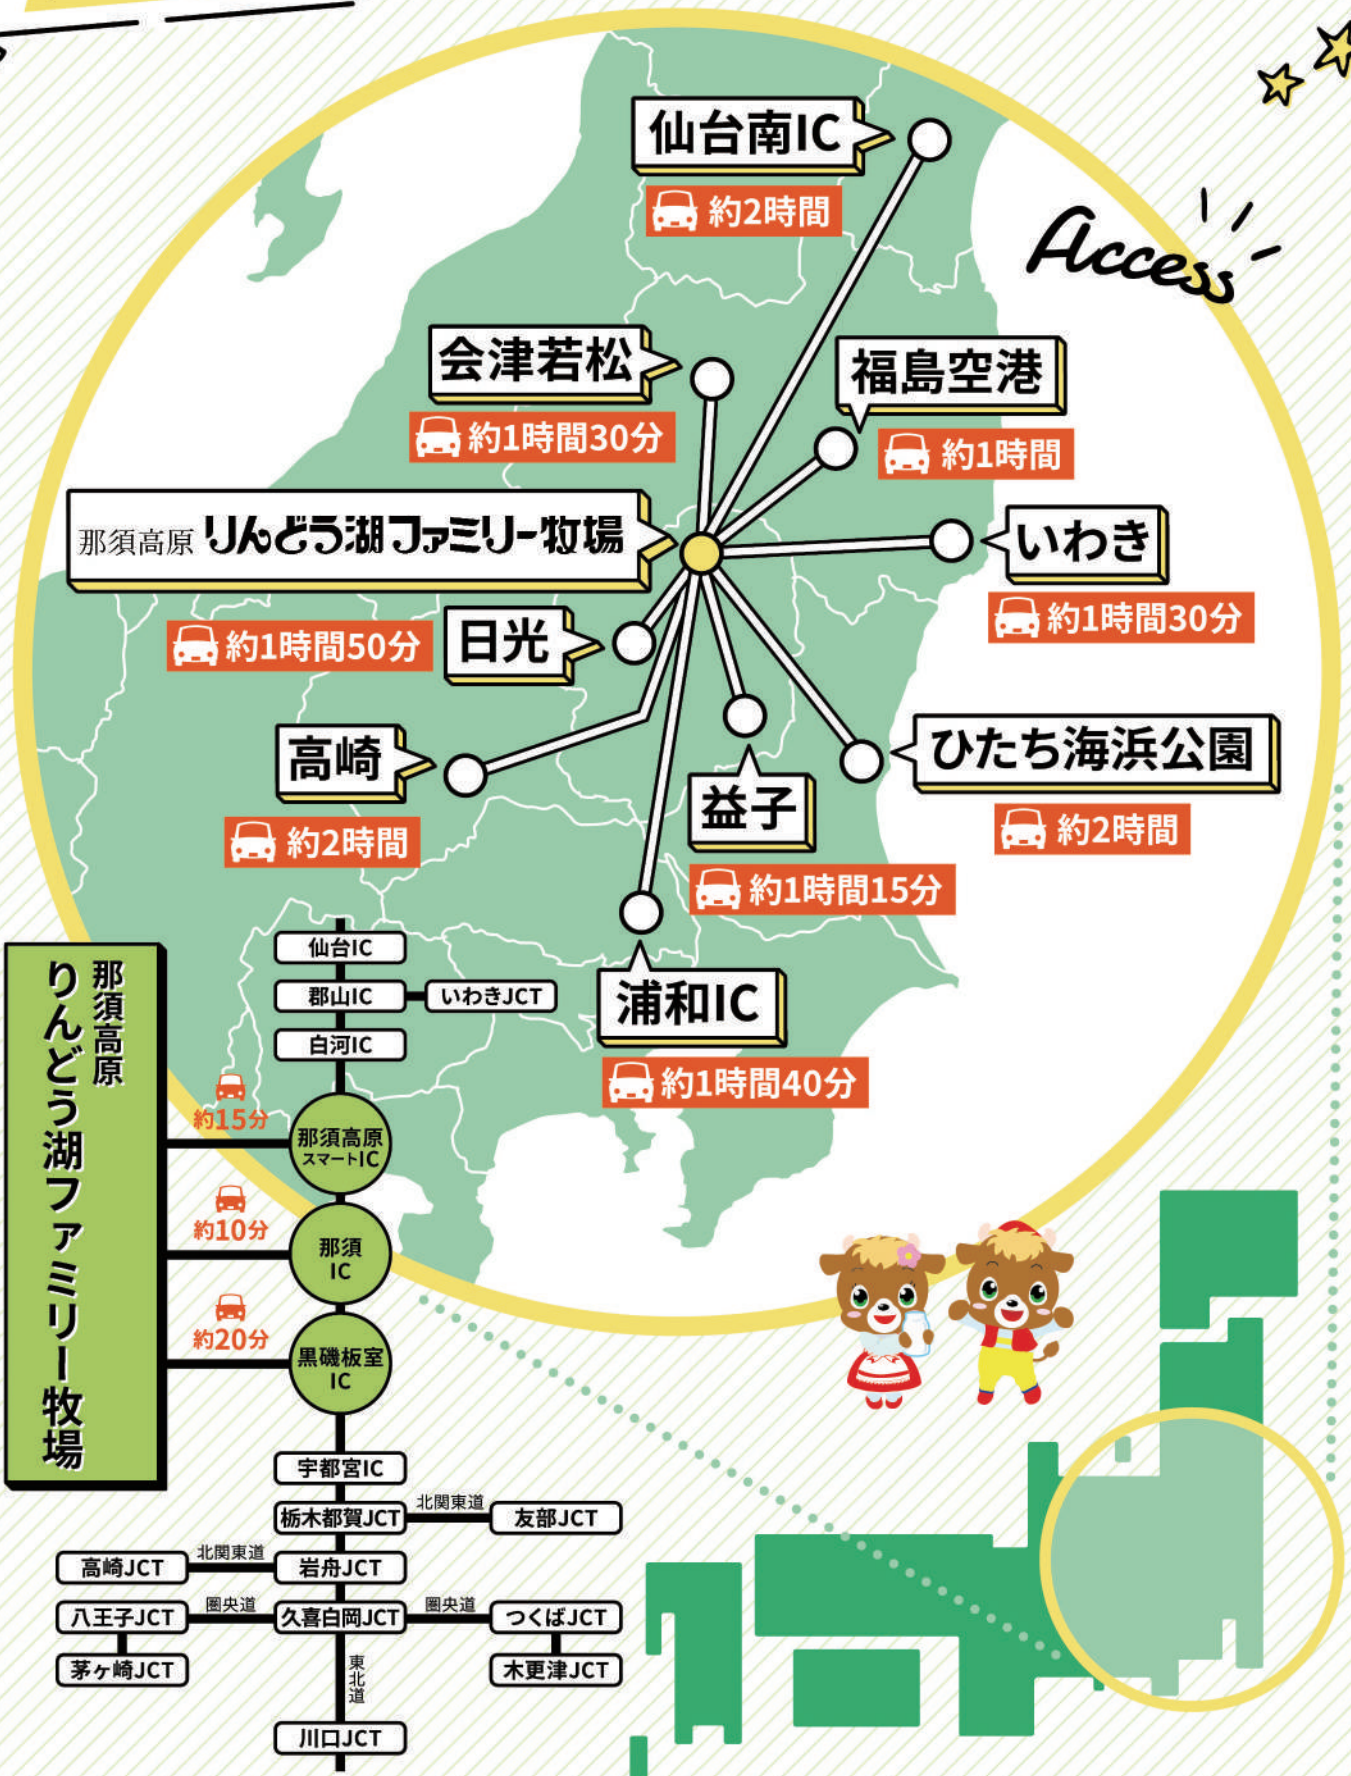 仙台南IC
約2時間
Access
会津若松
約1時間30分
福島空港
約1時間
那須高原 りんどう湖ファミリー牧場
いわき
約1時間30分
日光
約1時間50分
高崎
約2時間
益子
約1時間15分
ひたち海浜公園
約2時間
浦和IC
約1時間40分
那須高原
りんどう湖ファミリー牧場
仙台IC
郡山IC
いわきJCT
白河IC
約15分
那須高原
スマートIC
約10分
那須
IC
約20分
黒磯板室
IC
宇都宮IC
栃木都賀JCT
北関東道
友部JCT
高崎JCT
北関東道
岩舟JCT
八王子JCT
圏央道
久喜白岡JCT
圏央道
つくばJCT
茅ヶ崎JCT
木更津JCT
東北道
川口JCT